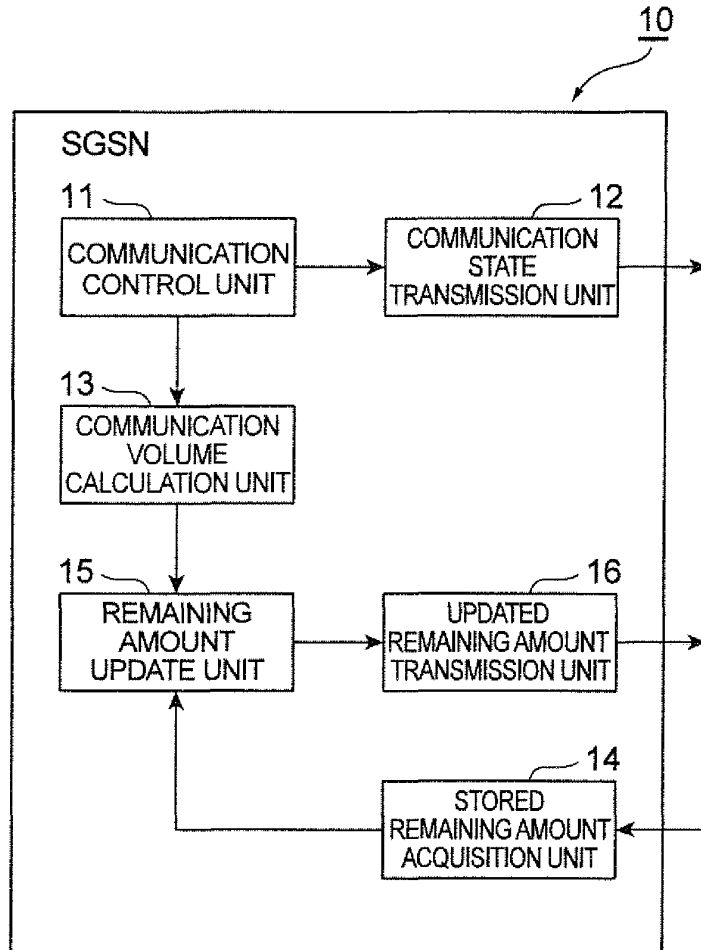 10
SGSN
11
COMMUNICATION
CONTROL UNIT
12
COMMUNICATION
STATE
TRANSMISSION UNIT
13
COMMUNICATION
VOLUME
CALCULATION UNIT
15
REMAINING
AMOUNT
UPDATE UNIT
16
UPDATED
REMAINING AMOUNT
TRANSMISSION UNIT
14
STORED
REMAINING AMOUNT
ACQUISITION UNIT